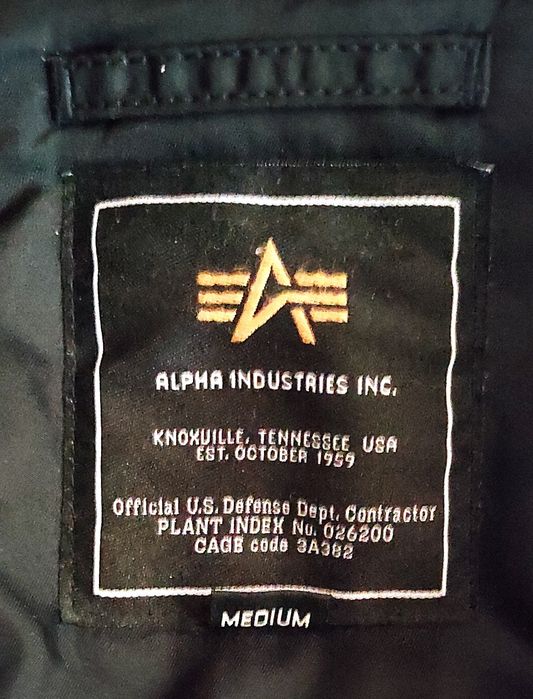 ALPHA INDUSTRIES INC.
KNOXVILLE, TENNESSEE USA
EST. OCTOBER 1959
Official U.S. Defense Dept. Contractor
PLANT INDEX No. 026200
CAGE code 3A382
MEDIUM